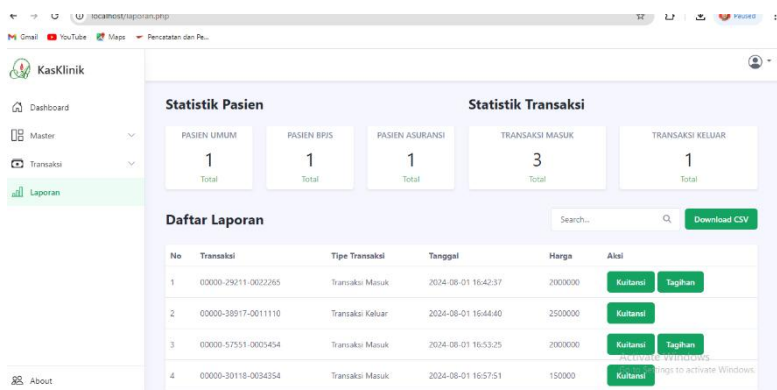 localhost/laporan.php
Paused
Gmail YouTube Maps Pencatatan dan Pe...
KasKlinik
Dashboard
Master
Transaksi
Laporan
About
Statistik Pasien Statistik Transaksi
PASIEN UMUM PASIEN BPJS PASIEN ASURANSI TRANSAKSI MASUK TRANSAKSI KELUAR
1 1 1 3 1
Total Total Total Total Total
Daftar Laporan Search... Download CSV
No Transaksi Tipe Transaksi Tanggal Harga Aksi
1 00000-29211-0022265 Transaksi Masuk 2024-08-01 16:42:37 2000000 Kuitansi Tagihan
2 00000-38917-0011110 Transaksi Keluar 2024-08-01 16:44:40 2500000 Kuitansi
3 00000-57551-0005454 Transaksi Masuk 2024-08-01 16:53:25 2000000 Kuitansi Tagihan
4 00000-30118-0034354 Transaksi Masuk 2024-08-01 16:57:51 150000 Kuitansi
Activate Windows
Go to Settings to activate Windows.